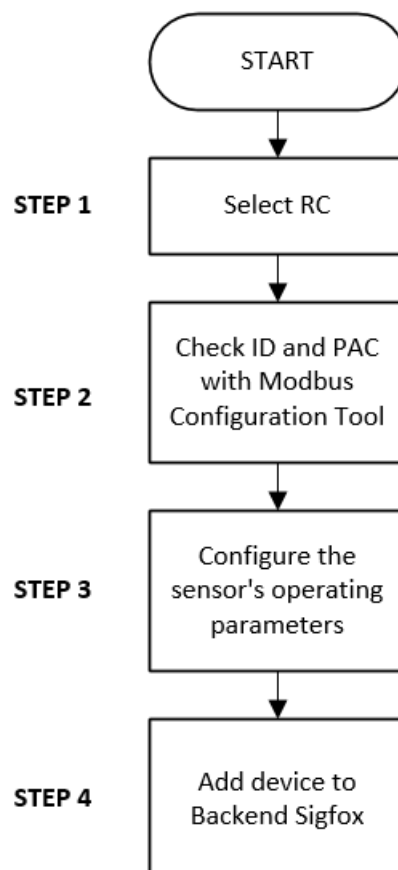 START
STEP 1
Select RC
STEP 2
Check ID and PAC
with Modbus
Configuration Tool
STEP 3
Configure the
sensor's operating
parameters
STEP 4
Add device to
Backend Sigfox